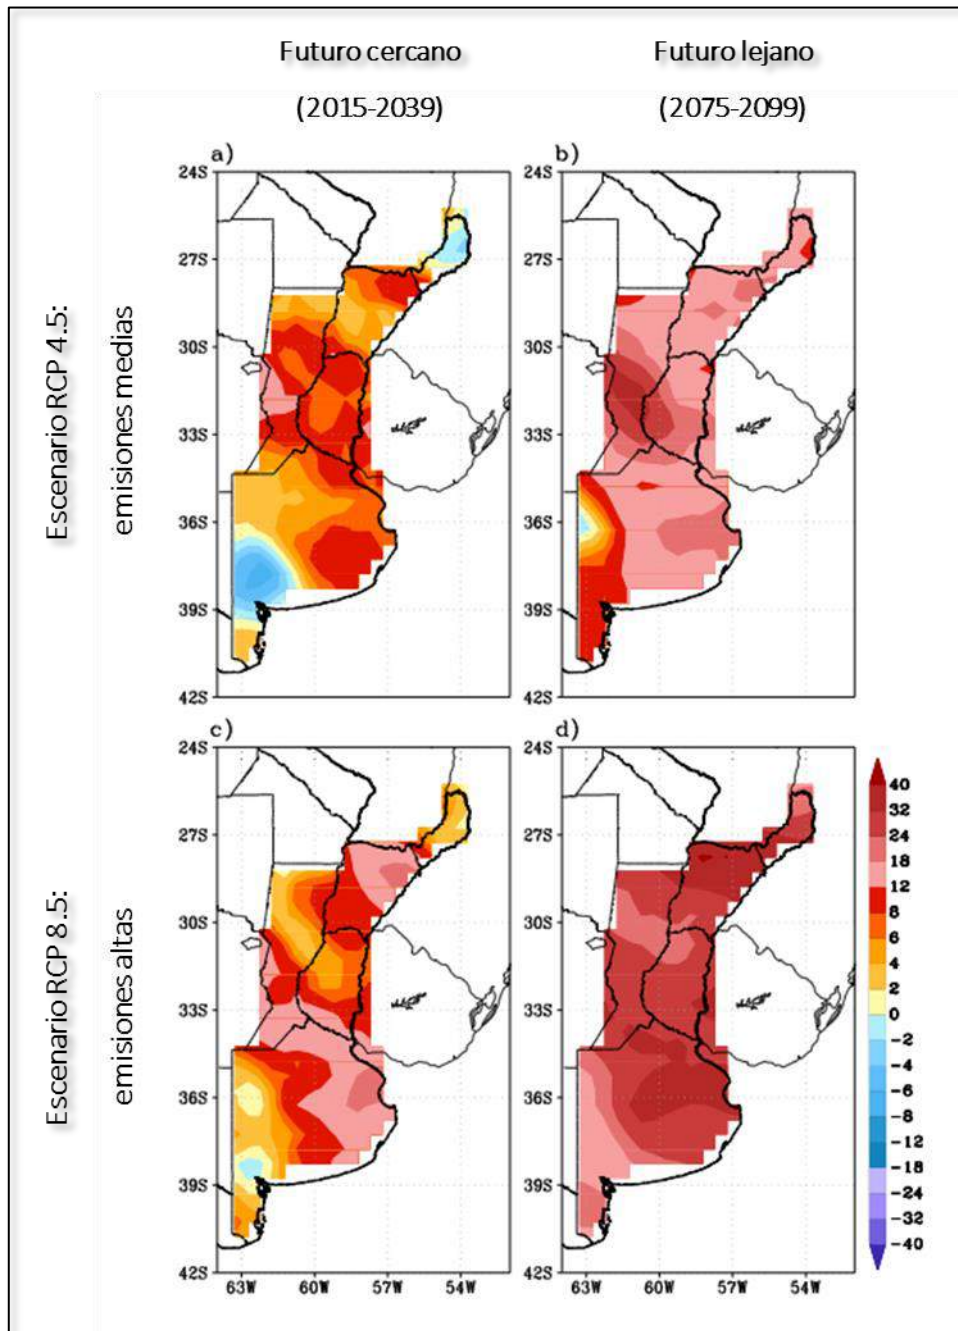 Futuro cercano
Futuro lejano
(2015-2039)
(2075-2099)
Escenario RCP 4.5:
emisiones medias
a)
24S
27S
30S
33S
36S
39S
42S
b)
24S
27S
30S
33S
36S
39S
42S
Escenario RCP 8.5:
emisiones altas
c)
24S
27S
30S
33S
36S
39S
42S
63W
60W
57W
54W
d)
24S
27S
30S
33S
36S
39S
42S
63W
60W
57W
54W
40
32
24
18
12
8
6
4
2
0
-2
-4
-6
-8
-12
-18
-24
-32
-40